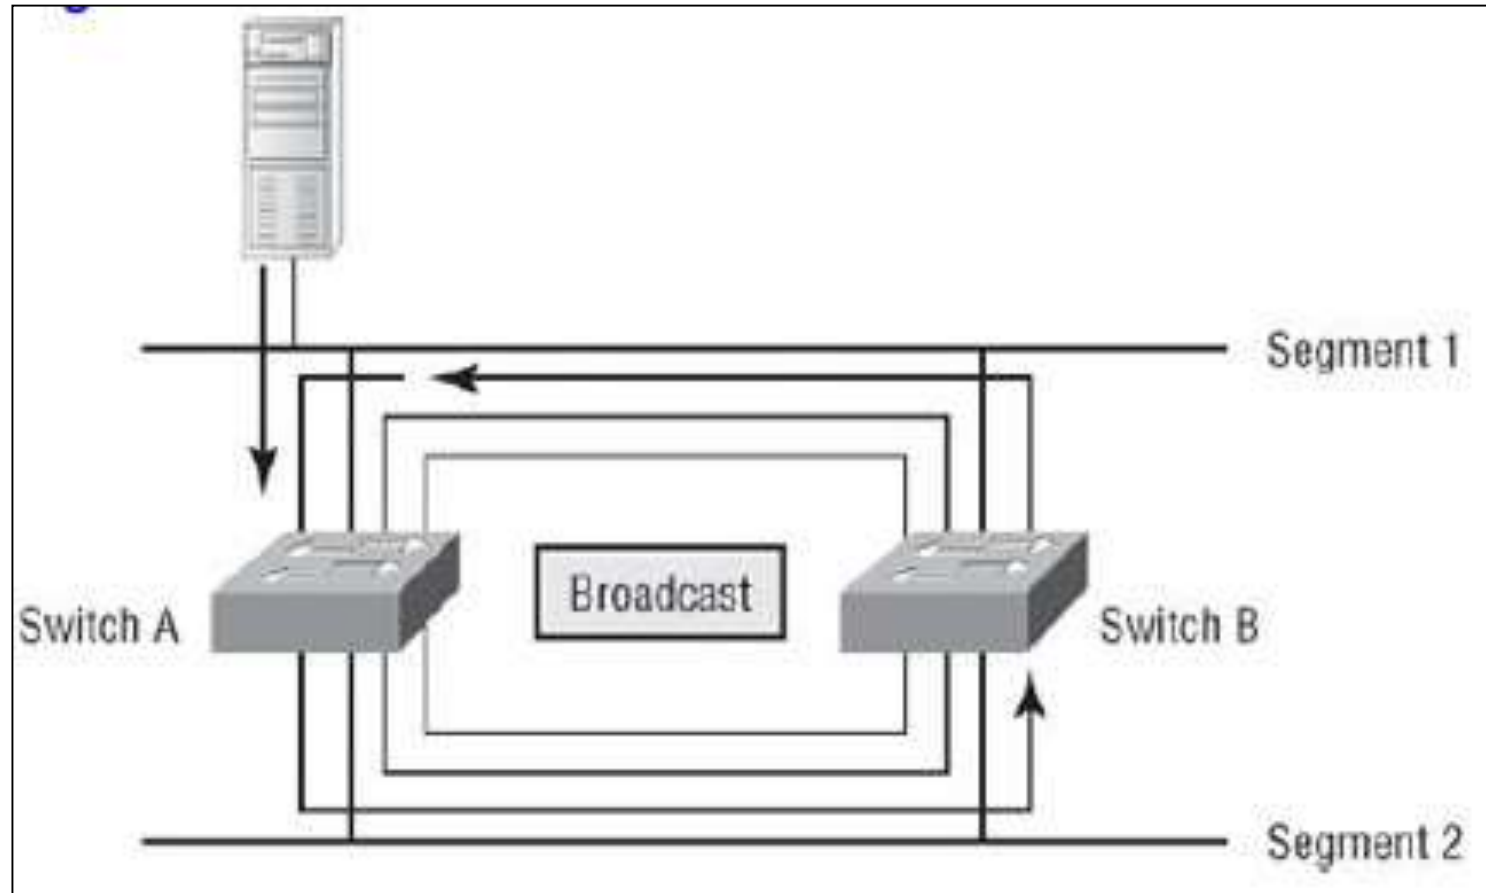 Segment 1
Broadcast
Switch A
Switch B
Segment 2